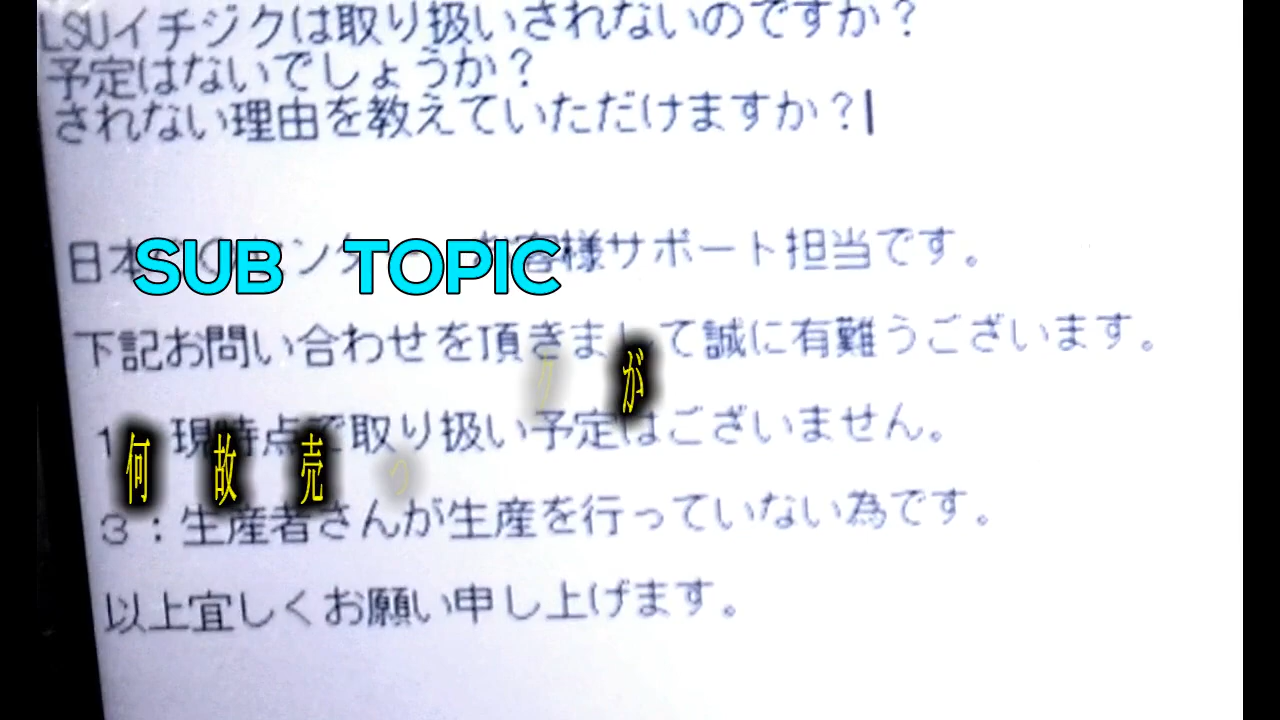 LSUイチジクは取り扱いされないのですか？
予定はないでしょうか？
されない理由を教えていただけますか？
日本 お客様サポート担当です。
SUB TOPIC
下記お問い合わせを頂きまして誠に有難うございます。
が
1 現時点で取り扱い予定はございません。
何故売っ
3：生産者さんが生産を行っていない為です。
以上宜しくお願い申し上げます。